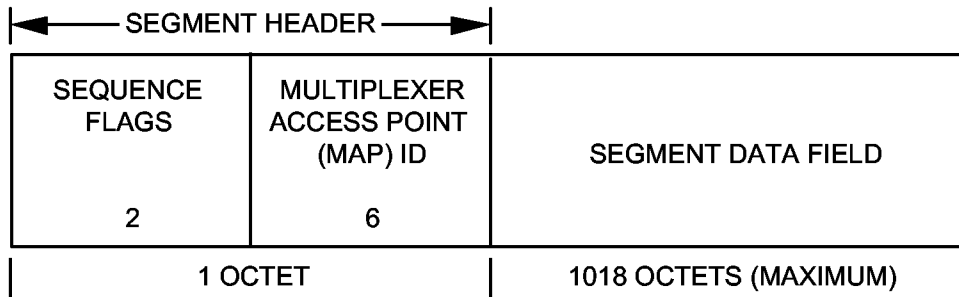 SEGMENT HEADER
SEQUENCE
FLAGS
2
MULTIPLEXER
ACCESS POINT
(MAP) ID
6
SEGMENT DATA FIELD
1 OCTET
1018 OCTETS (MAXIMUM)